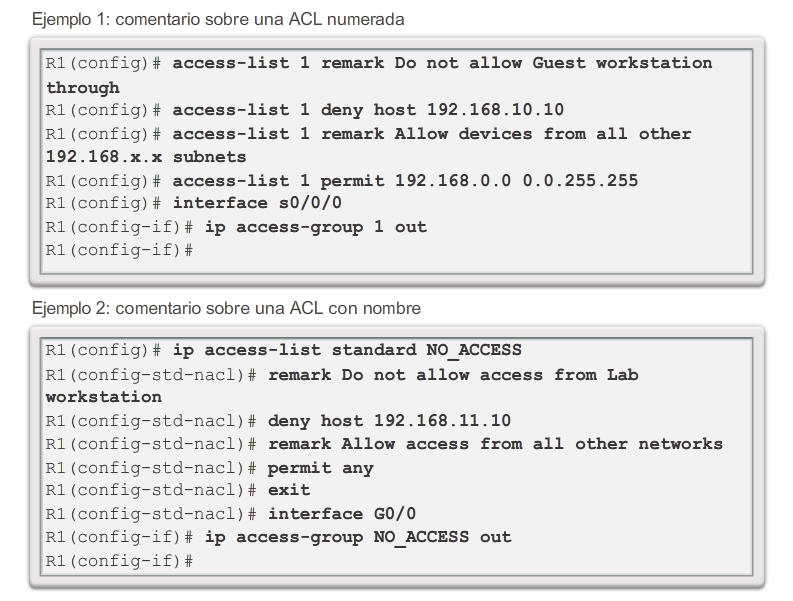 Ejemplo 1: comentario sobre una ACL numerada
R1(config)# access-list 1 remark Do not allow Guest workstation
through
R1(config)# access-list 1 deny host 192.168.10.10
R1(config)# access-list 1 remark Allow devices from all other
192.168.x.x subnets
R1(config)# access-list 1 permit 192.168.0.0 0.0.255.255
R1(config)# interface s0/0/0
R1(config-if)# ip access-group 1 out
R1(config-if)#
Ejemplo 2: comentario sobre una ACL con nombre
R1(config)# ip access-list standard NO_ACCESS
R1(config-std-nacl)# remark Do not allow access from Lab
workstation
R1(config-std-nacl)# deny host 192.168.11.10
R1(config-std-nacl)# remark Allow access from all other networks
R1(config-std-nacl)# permit any
R1(config-std-nacl)# exit
R1(config-std-nacl)# interface G0/0
R1(config-if)# ip access-group NO_ACCESS out
R1(config-if)#